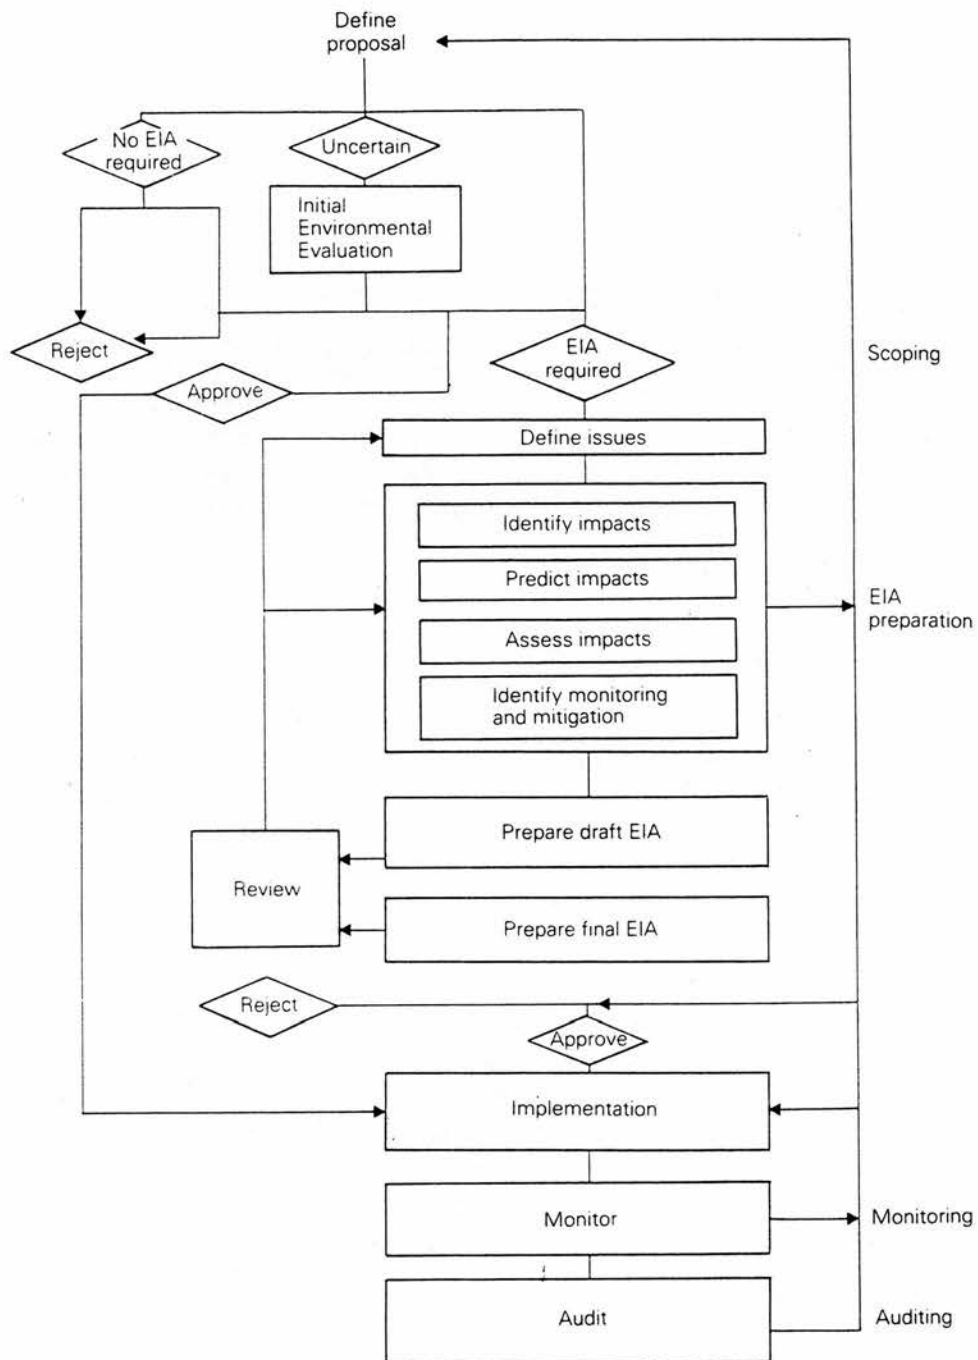 Define
proposal
No EIA
required
Uncertain
Initial
Environmental
Evaluation
Reject
Approve
EIA
required
Scoping
Define issues
Identify impacts
Predict impacts
Assess impacts
Identify monitoring
and mitigation
EIA
preparation
Prepare draft EIA
Review
Prepare final EIA
Reject
Approve
Implementation
Monitor
Monitoring
Audit
Auditing